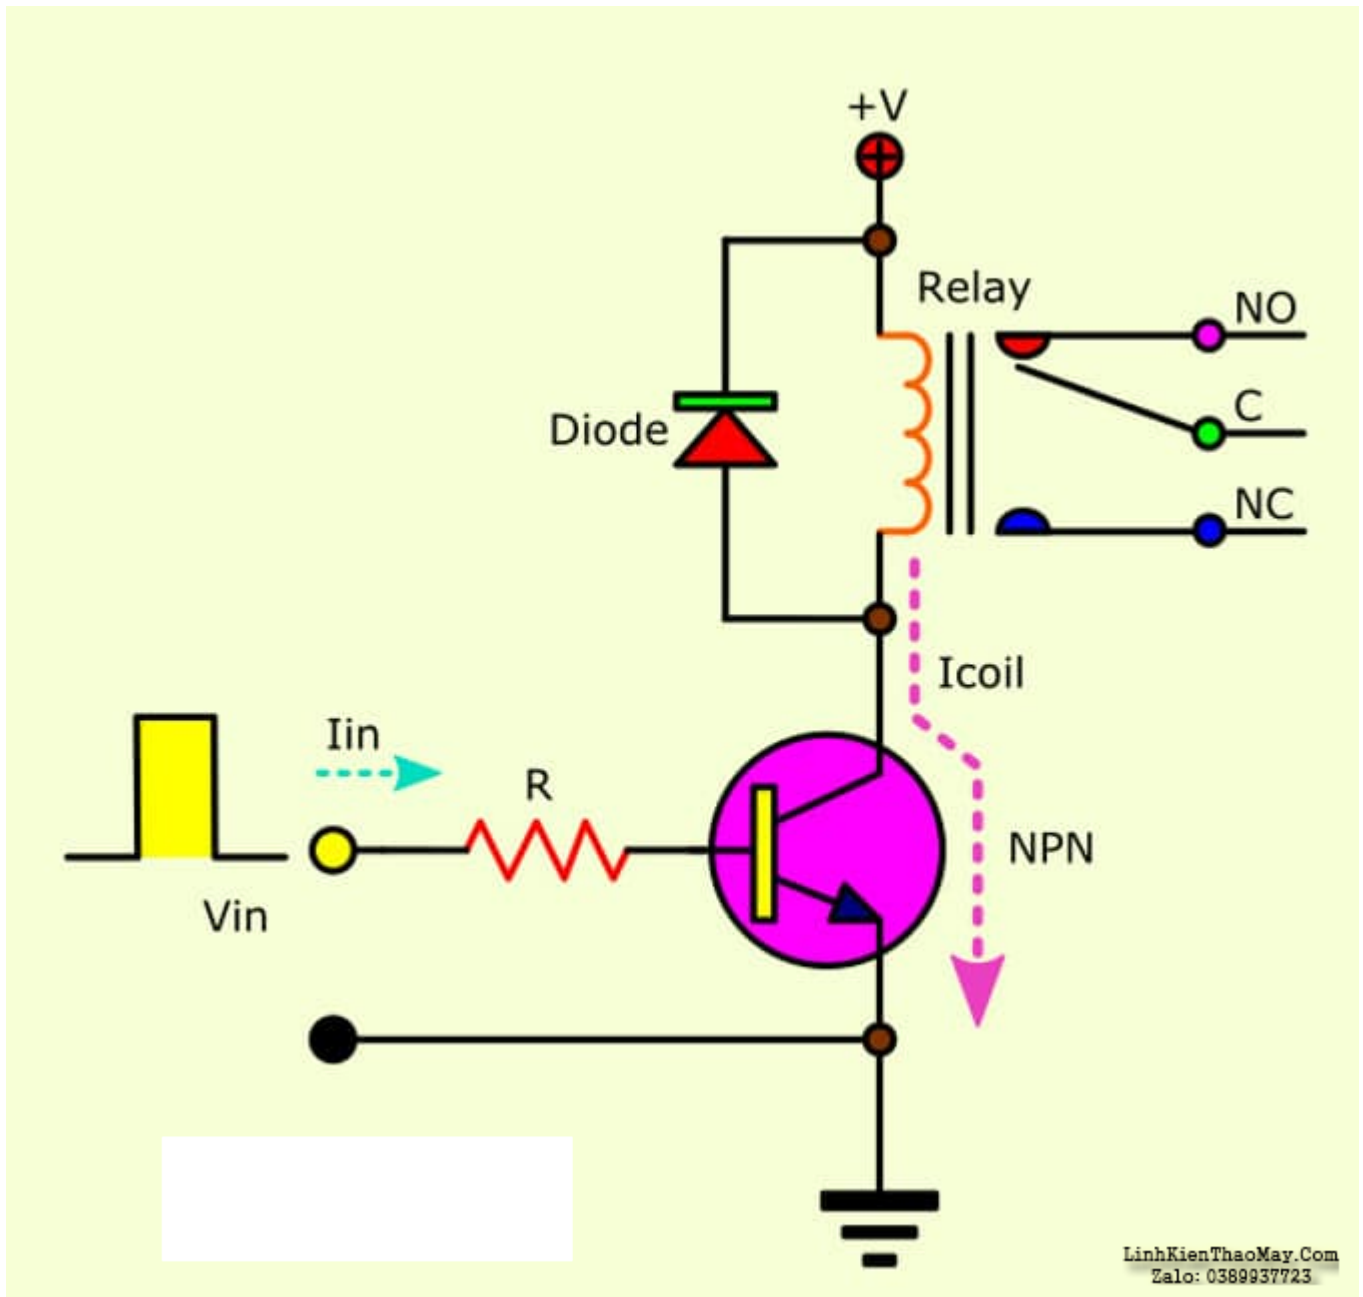 +V
Relay
NO
C
NC
Diode
Icoil
Iin
R
NPN
Vin
LinhKienThaoMay.Com
Zalo: 0389937723